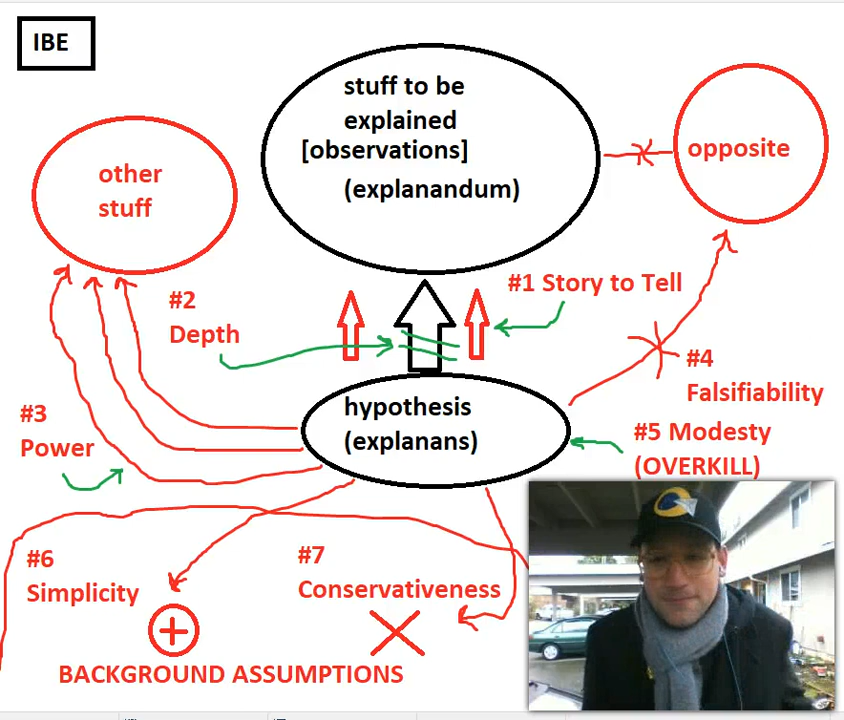 IBE
stuff to be
explained
[observations]
(explanandum)
other
stuff
opposite
#1 Story to Tell
#2
Depth
#4
Falsifiability
hypothesis
(explanans)
#3
Power
#5 Modesty
(OVERKILL)
#6
Simplicity
#7
Conservativeness
BACKGROUND ASSUMPTIONS